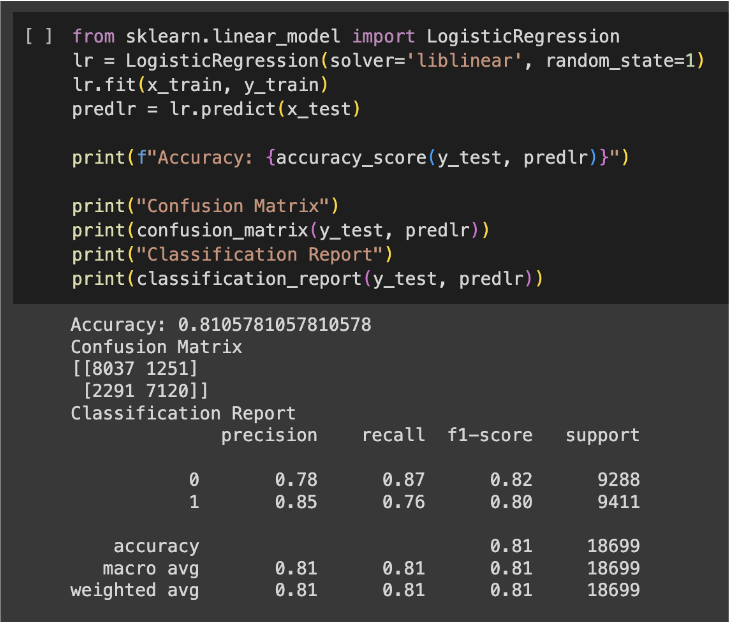 [ ] from sklearn.linear_model import LogisticRegression
lr = LogisticRegression(solver='liblinear', random_state=1)
lr.fit(x_train, y_train)
predlr = lr.predict(x_test)
print(f"Accuracy: {accuracy_score(y_test, predlr)}")
print("Confusion Matrix")
print(confusion_matrix(y_test, predlr))
print("Classification Report")
print(classification_report(y_test, predlr))
Accuracy: 0.8105781057810578
Confusion Matrix
[[8037 1251]
[2291 7120]]
Classification Report
precision recall f1-score support
0 0.78 0.87 0.82 9288
1 0.85 0.76 0.80 9411
accuracy 0.81 18699
macro avg 0.81 0.81 0.81 18699
weighted avg 0.81 0.81 0.81 18699